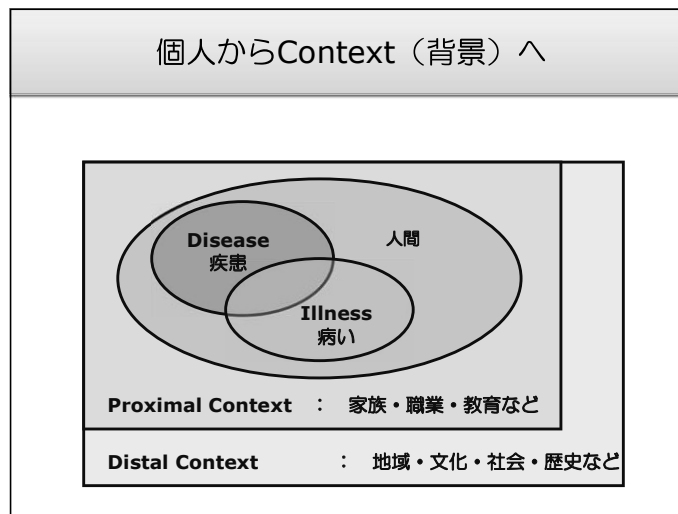 個人からContext（背景）へ
Disease
疾患
人間
Illness
病い
Proximal Context ： 家族・職業・教育など
Distal Context ： 地域・文化・社会・歴史など